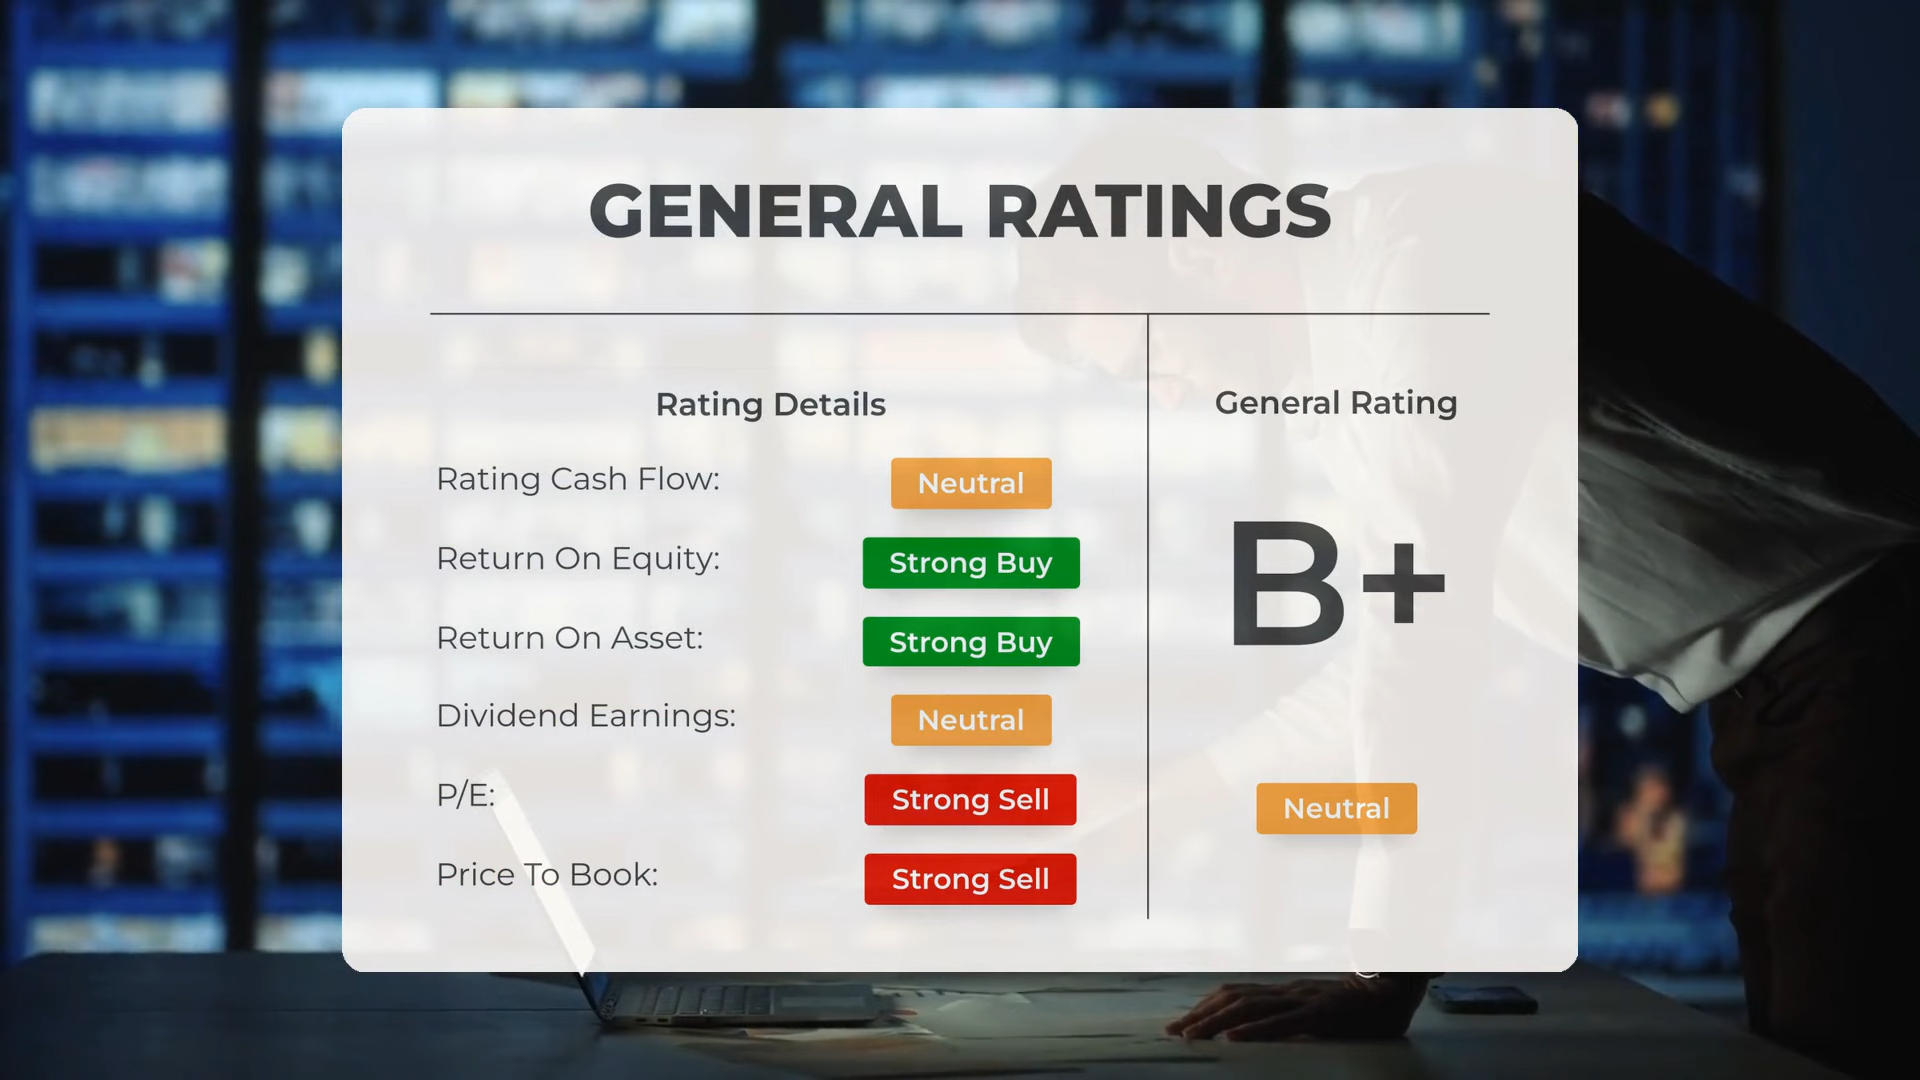 GENERAL RATINGS
Rating Details
Rating Cash Flow: Neutral
Return On Equity: Strong Buy
Return On Asset: Strong Buy
Dividend Earnings: Neutral
P/E: Strong Sell
Price To Book: Strong Sell
General Rating
B+
Neutral